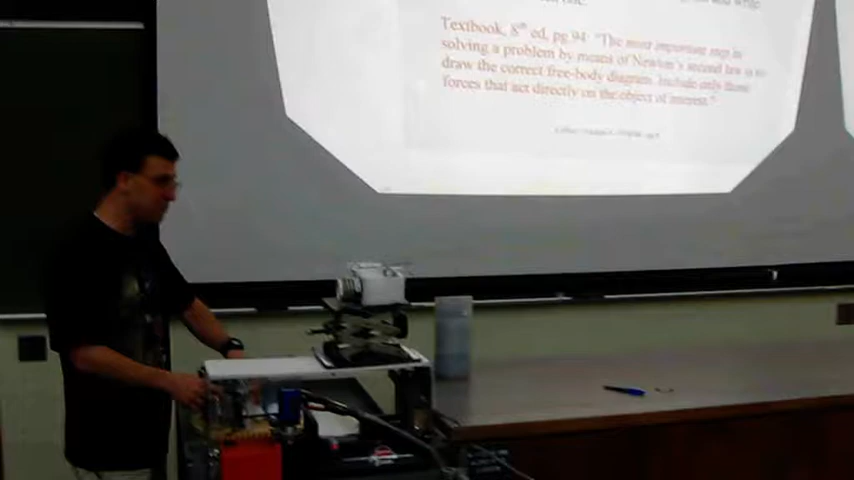 Textbook, 8th ed, pg 94 "The most important step in
solving a problem by means of Newton's second law is to
draw the correct free-body diagram. Include only those
forces that act directly on the object of interest."